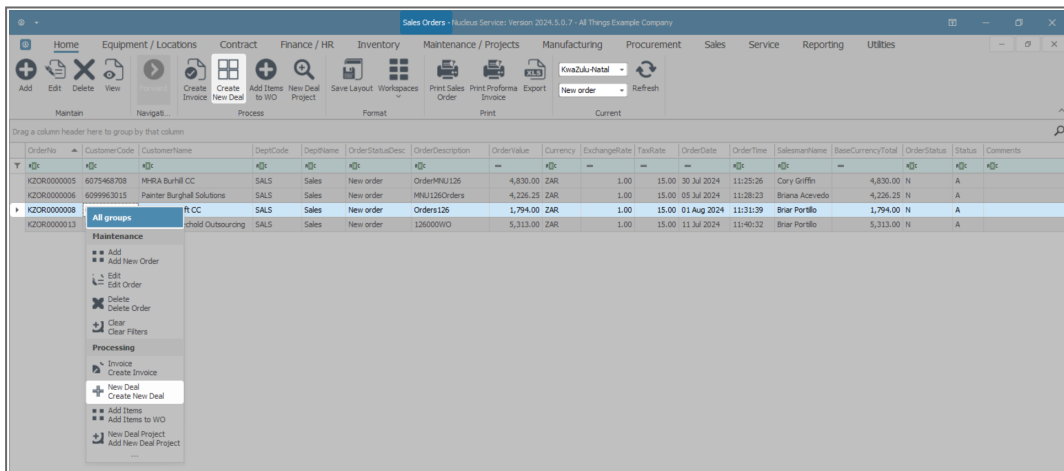 Sales Orders - Nucleus Service: Version 2024.5.0.7 - All Things Example Company
Home Equipment / Locations Contract Finance / HR Inventory Maintenance / Projects Manufacturing Procurement Sales Service Reporting Utilities
Add Edit Delete View Forward Create Invoice Create New Deal Add Items to WO New Deal Project Save Layout Workspaces Print Sales Order Print Proforma Invoice Export XLS KwaZulu-Natal New order Refresh
Maintain Navigati... Process Format Print Current
Drag a column header here to group by that column
OrderNo CustomerCode CustomerName DeptCode DeptName OrderStatusDesc OrderDescription OrderValue Currency ExchangeRate TaxRate OrderDate OrderTime SalesmanName BaseCurrencyTotal OrderStatus Status Comments
KZOR0000005 6075468708 MHRA Burhill CC SALS Sales New order OrderMNU126 4,830.00 ZAR 1.00 15.00 30 Jul 2024 11:25:26 Cory Griffin 4,830.00 N A
KZOR0000006 6099963015 Painter Burghall Solutions SALS Sales New order MNU126Orders 4,226.25 ZAR 1.00 15.00 05 Jul 2024 11:28:23 Briana Acevedo 4,226.25 N A
KZOR0000008 ft CC SALS Sales New order Orders126 1,794.00 ZAR 1.00 15.00 01 Aug 2024 11:31:39 Briar Portillo 1,794.00 N A
KZOR0000013 chold Outsourcing SALS Sales New order 126000WO 5,313.00 ZAR 1.00 15.00 11 Jul 2024 11:40:32 Briar Portillo 5,313.00 N A
All groups
Maintenance
Add
Add New Order
Edit
Edit Order
Delete
Delete Order
Clear
Clear Filters
Processing
Invoice
Create Invoice
New Deal
Create New Deal
Add Items
Add Items to WO
New Deal Project
Add New Deal Project
...